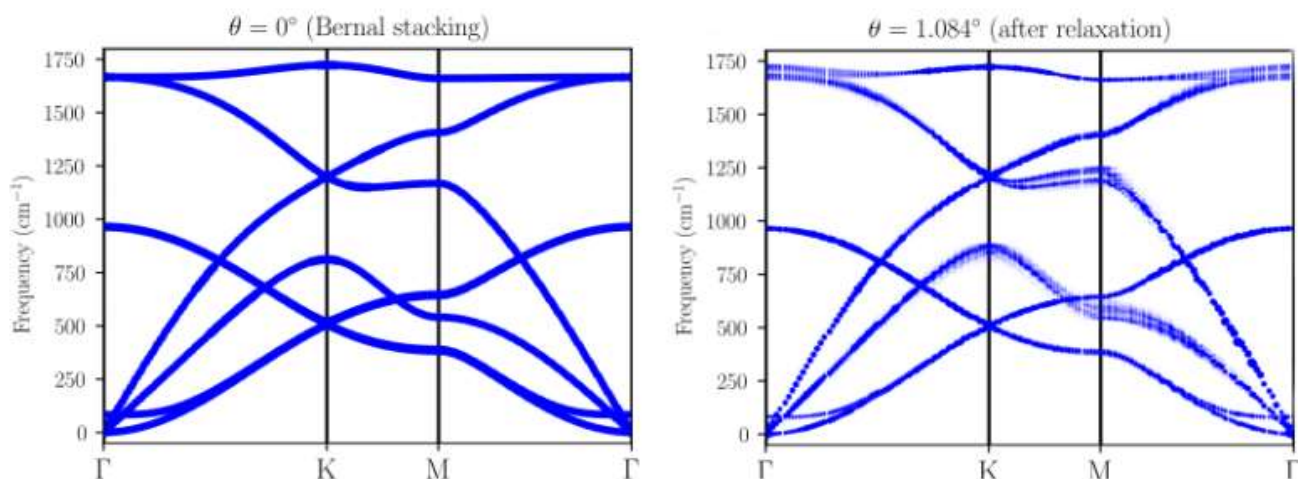 θ = 0° (Bernal stacking)
Frequency (cm⁻¹)
1750
1500
1250
1000
750
500
250
0
Γ K M Γ
θ = 1.084° (after relaxation)
Frequency (cm⁻¹)
1750
1500
1250
1000
750
500
250
0
Γ K M Γ